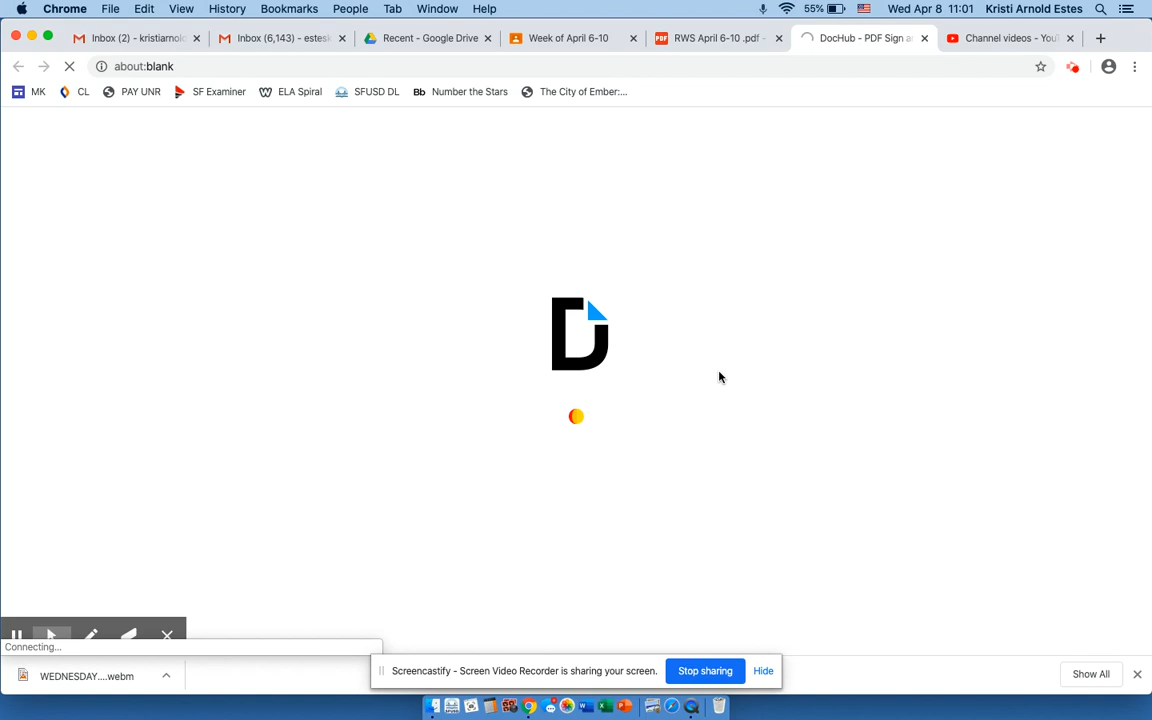 Chrome File Edit View History Bookmarks People Tab Window Help 55% Wed Apr 8 11:01 Kristi Arnold Estes
Inbox (2) - kristiarnol Inbox (6,143) - estesk Recent - Google Drive Week of April 6-10 RWS April 6-10 .pdf - DocHub - PDF Sign a Channel videos - You
about:blank
MK CL PAY UNR SF Examiner ELA Spiral SFUSD DL Bb Number the Stars The City of Ember:...
D
Connecting...
WEDNESDAY....webm Screencastify - Screen Video Recorder is sharing your screen. Stop sharing Hide Show All